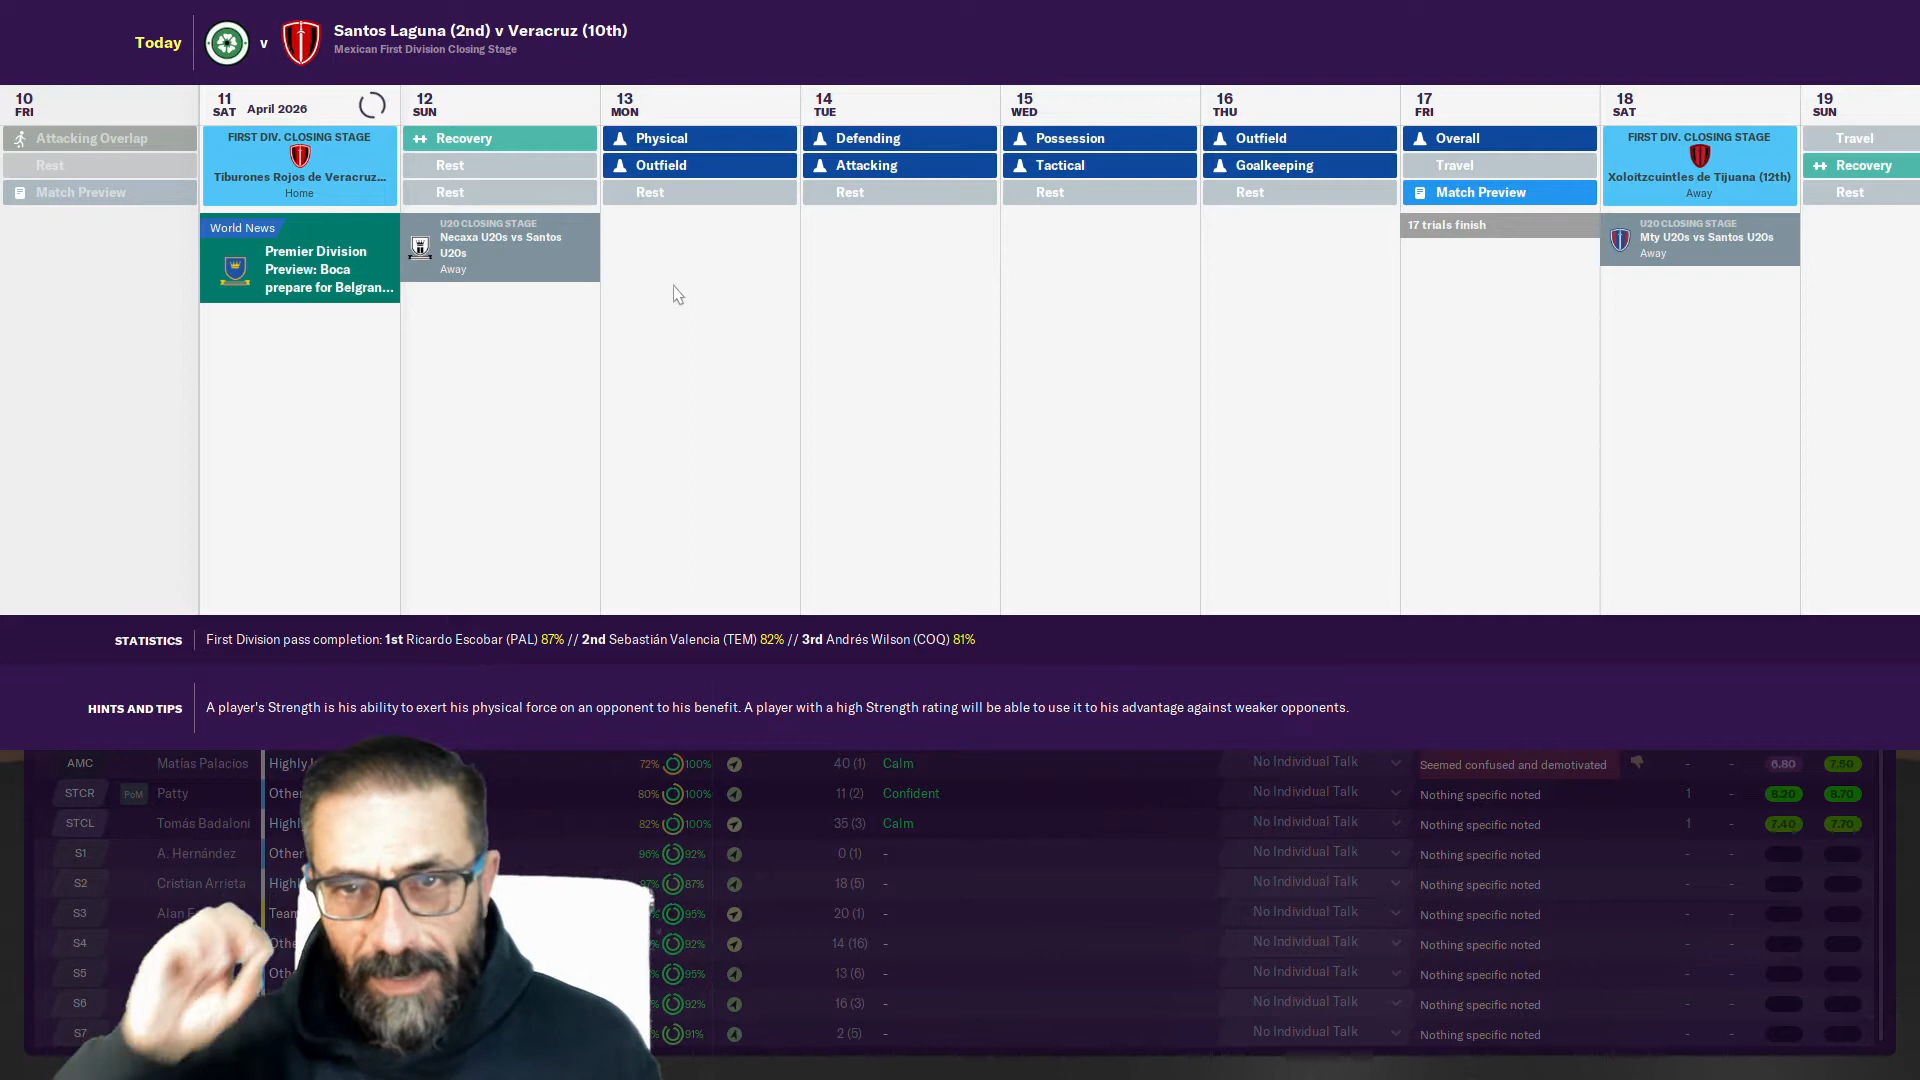 Today
v
Santos Laguna (2nd) v Veracruz (10th)
Mexican First Division Closing Stage
10
FRI
Attacking Overlap
Rest
Match Preview
11
SAT
April 2026
FIRST DIV. CLOSING STAGE
Tiburones Rojos de Veracruz...
Home
World News
Premier Division
Preview: Boca
prepare for Belgran...
12
SUN
Recovery
Rest
Rest
U20 CLOSING STAGE
Necaxa U20s vs Santos
U20s
Away
13
MON
Physical
Outfield
Rest
14
TUE
Defending
Attacking
Rest
15
WED
Possession
Tactical
Rest
16
THU
Outfield
Goalkeeping
Rest
17
FRI
Overall
Travel
Match Preview
17 trials finish
18
SAT
FIRST DIV. CLOSING STAGE
Xoloitzcuintles de Tijuana (12th)
Away
U20 CLOSING STAGE
Mty U20s vs Santos U20s
Away
19
SUN
Travel
Recovery
Rest
STATISTICS
First Division pass completion: 1st Ricardo Escobar (PAL) 87% // 2nd Sebastián Valencia (TEM) 82% // 3rd Andrés Wilson (COQ) 81%
HINTS AND TIPS
A player's Strength is his ability to exert his physical force on an opponent to his benefit. A player with a high Strength rating will be able to use it to his advantage against weaker opponents.
AMC Matías Palacios 72% 100% 40 (1) Calm No Individual Talk Seemed confused and demotivated - - 6.80 7.50
STCR PoM Patty 80% 100% 11 (2) Confident No Individual Talk Nothing specific noted 1 - 8.20 8.70
STCL Tomás Badaloni 82% 100% 35 (3) Calm No Individual Talk Nothing specific noted 1 - 7.40 7.70
S1 A. Hernández Other 96% 92% 0 (1) - No Individual Talk Nothing specific noted - -
S2 Cristian Arrieta 87% 18 (5) - No Individual Talk Nothing specific noted - -
S3 Alan 95% 20 (1) - No Individual Talk Nothing specific noted - -
S4 92% 14 (16) - No Individual Talk Nothing specific noted - -
S5 95% 13 (6) - No Individual Talk Nothing specific noted - -
S6 92% 16 (3) - No Individual Talk Nothing specific noted - -
S7 91% 2 (5) - No Individual Talk Nothing specific noted - -